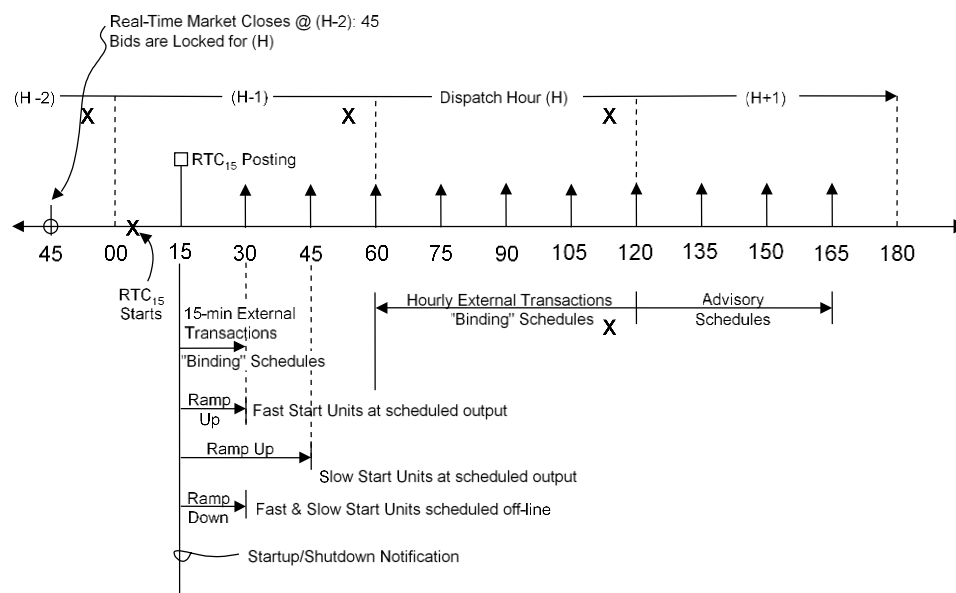 Real-Time Market Closes @ (H-2): 45
Bids are Locked for (H)
(H -2)
(H-1)
Dispatch Hour (H)
(H+1)
X
X
X
RTC15 Posting
X
45
00
15
30
45
60
75
90
105
120
135
150
165
180
RTC15
Starts
15-min External
Transactions
"Binding" Schedules
Hourly External Transactions
"Binding" Schedules
X
Advisory
Schedules
Ramp
Up
Fast Start Units at scheduled output
Ramp Up
Slow Start Units at scheduled output
Ramp
Down
Fast & Slow Start Units scheduled off-line
Startup/Shutdown Notification